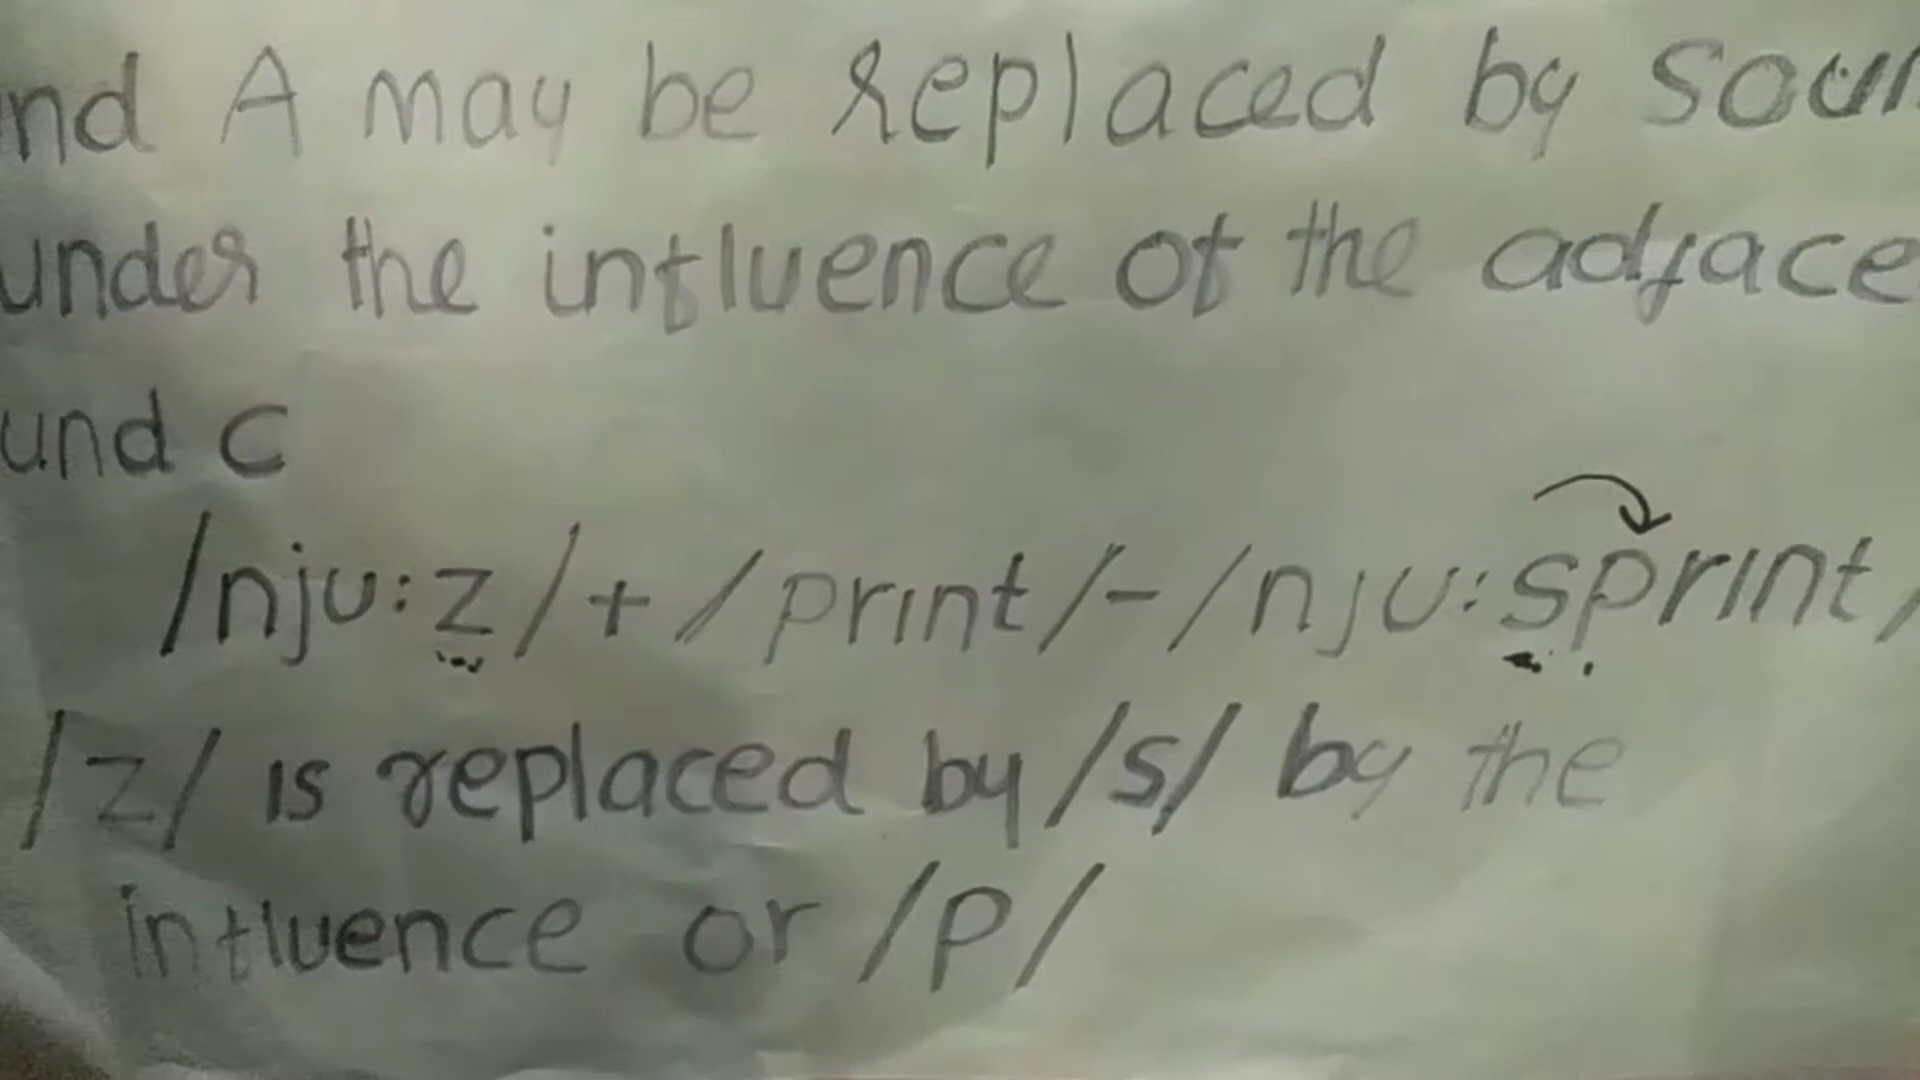 nd A may be replaced by soun
under the influence of the adjace
und C
/nju:z/+/print/-/nju:sprint/
/z/ is replaced by /s/ by the
influence or /p/